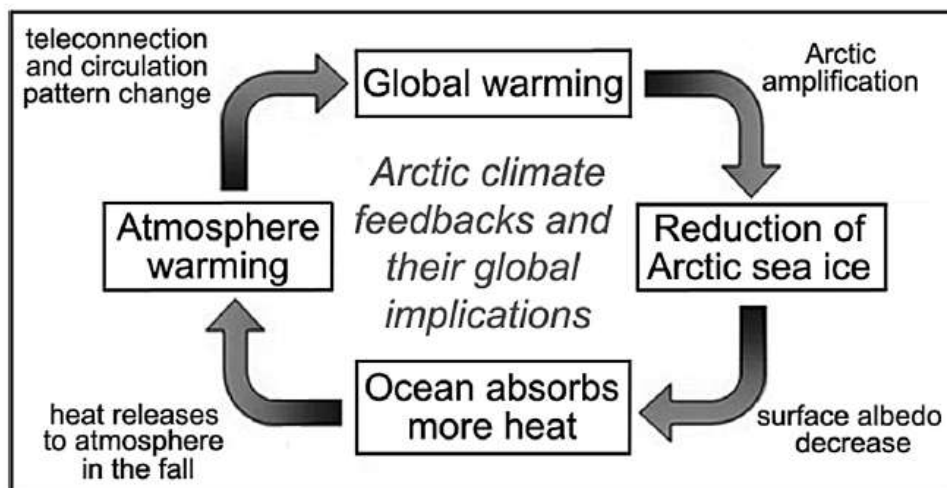 teleconnection
and circulation
pattern change
Global warming
Arctic
amplification
Arctic climate
feedbacks and
their global
implications
Atmosphere
warming
Reduction of
Arctic sea ice
Ocean absorbs
more heat
heat releases
to atmosphere
in the fall
surface albedo
decrease